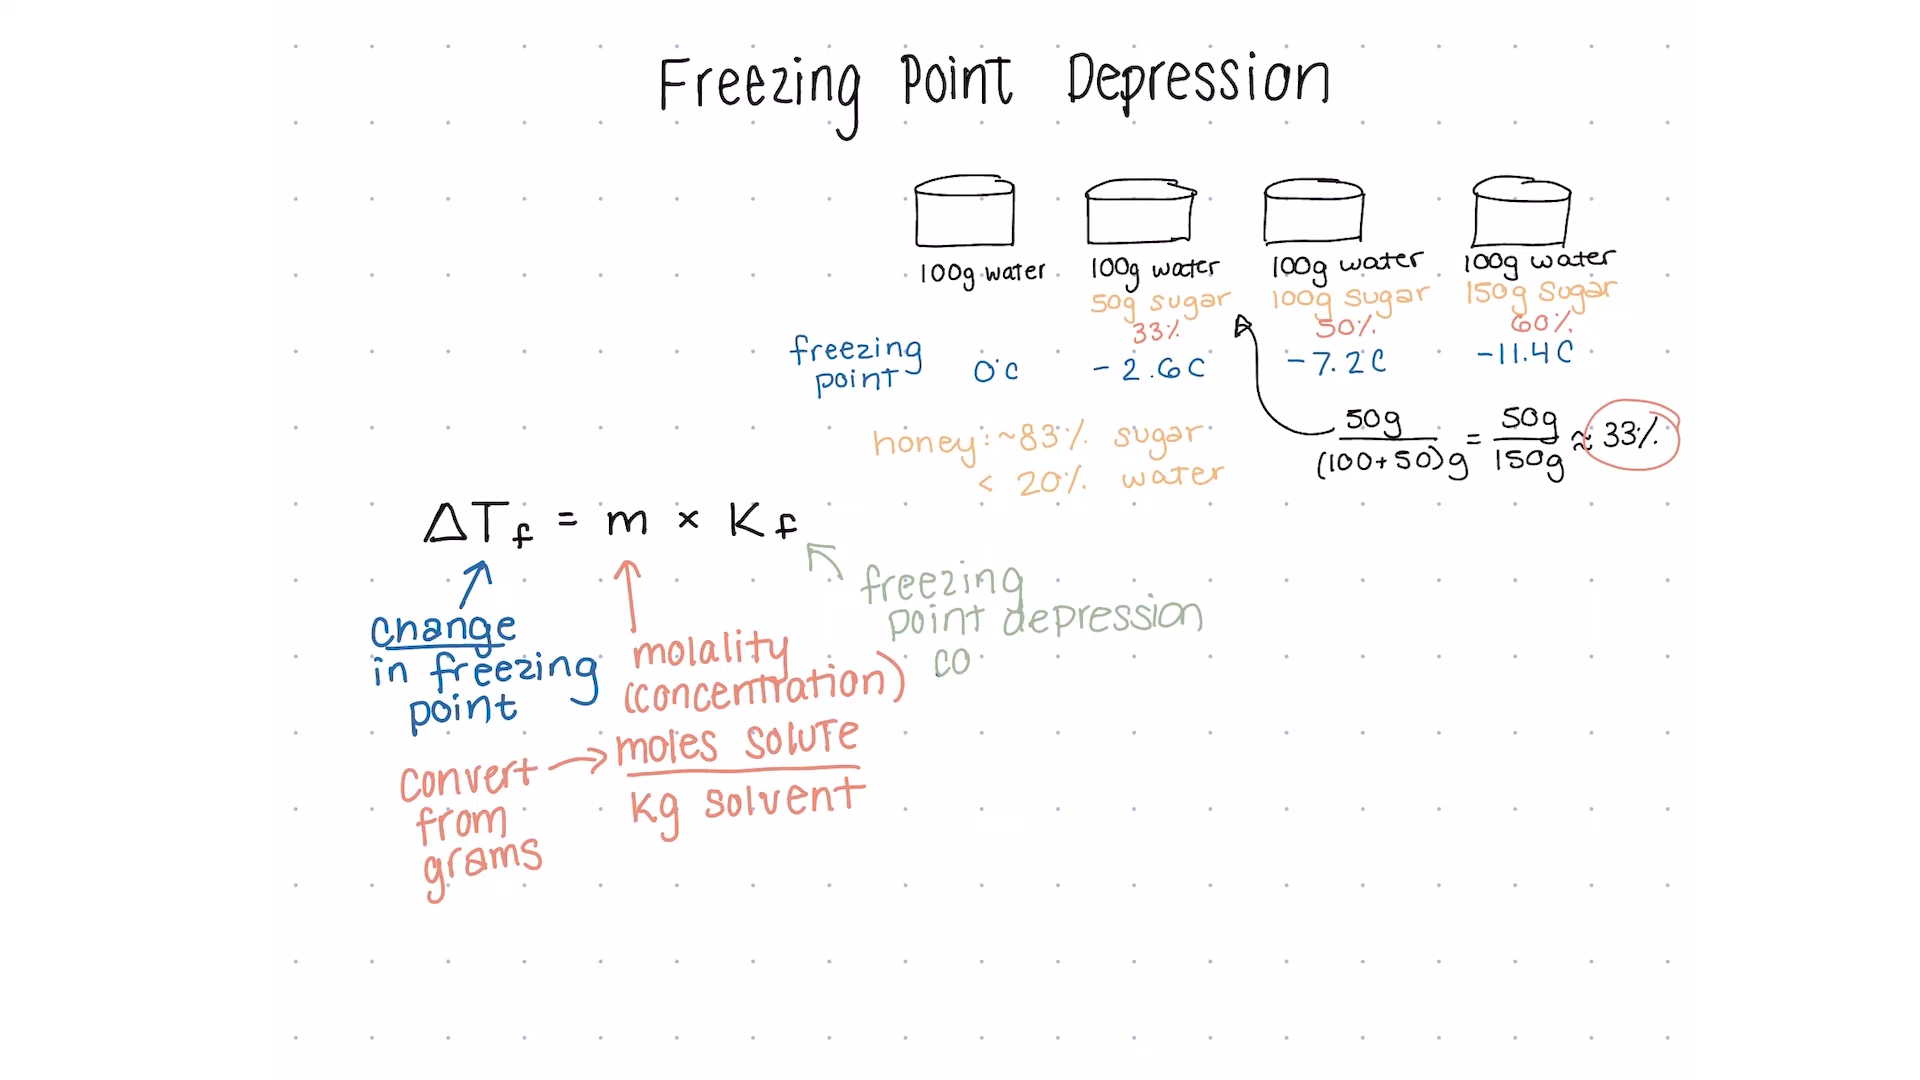 Freezing Point Depression
100g water
100g water
50g sugar
33%
100g water
100g sugar
50%
100g water
150g sugar
60%
freezing
point
0°C
-2.6C
-7.2C
-11.4C
50g
(100+50)g
=
50g
150g
≈ 33%
honey: ~83% sugar
< 20% water
ΔTf = m × Kf
change
in freezing
point
molality
(concentration)
moles solute
kg solvent
convert
from
grams
freezing
point depression
co